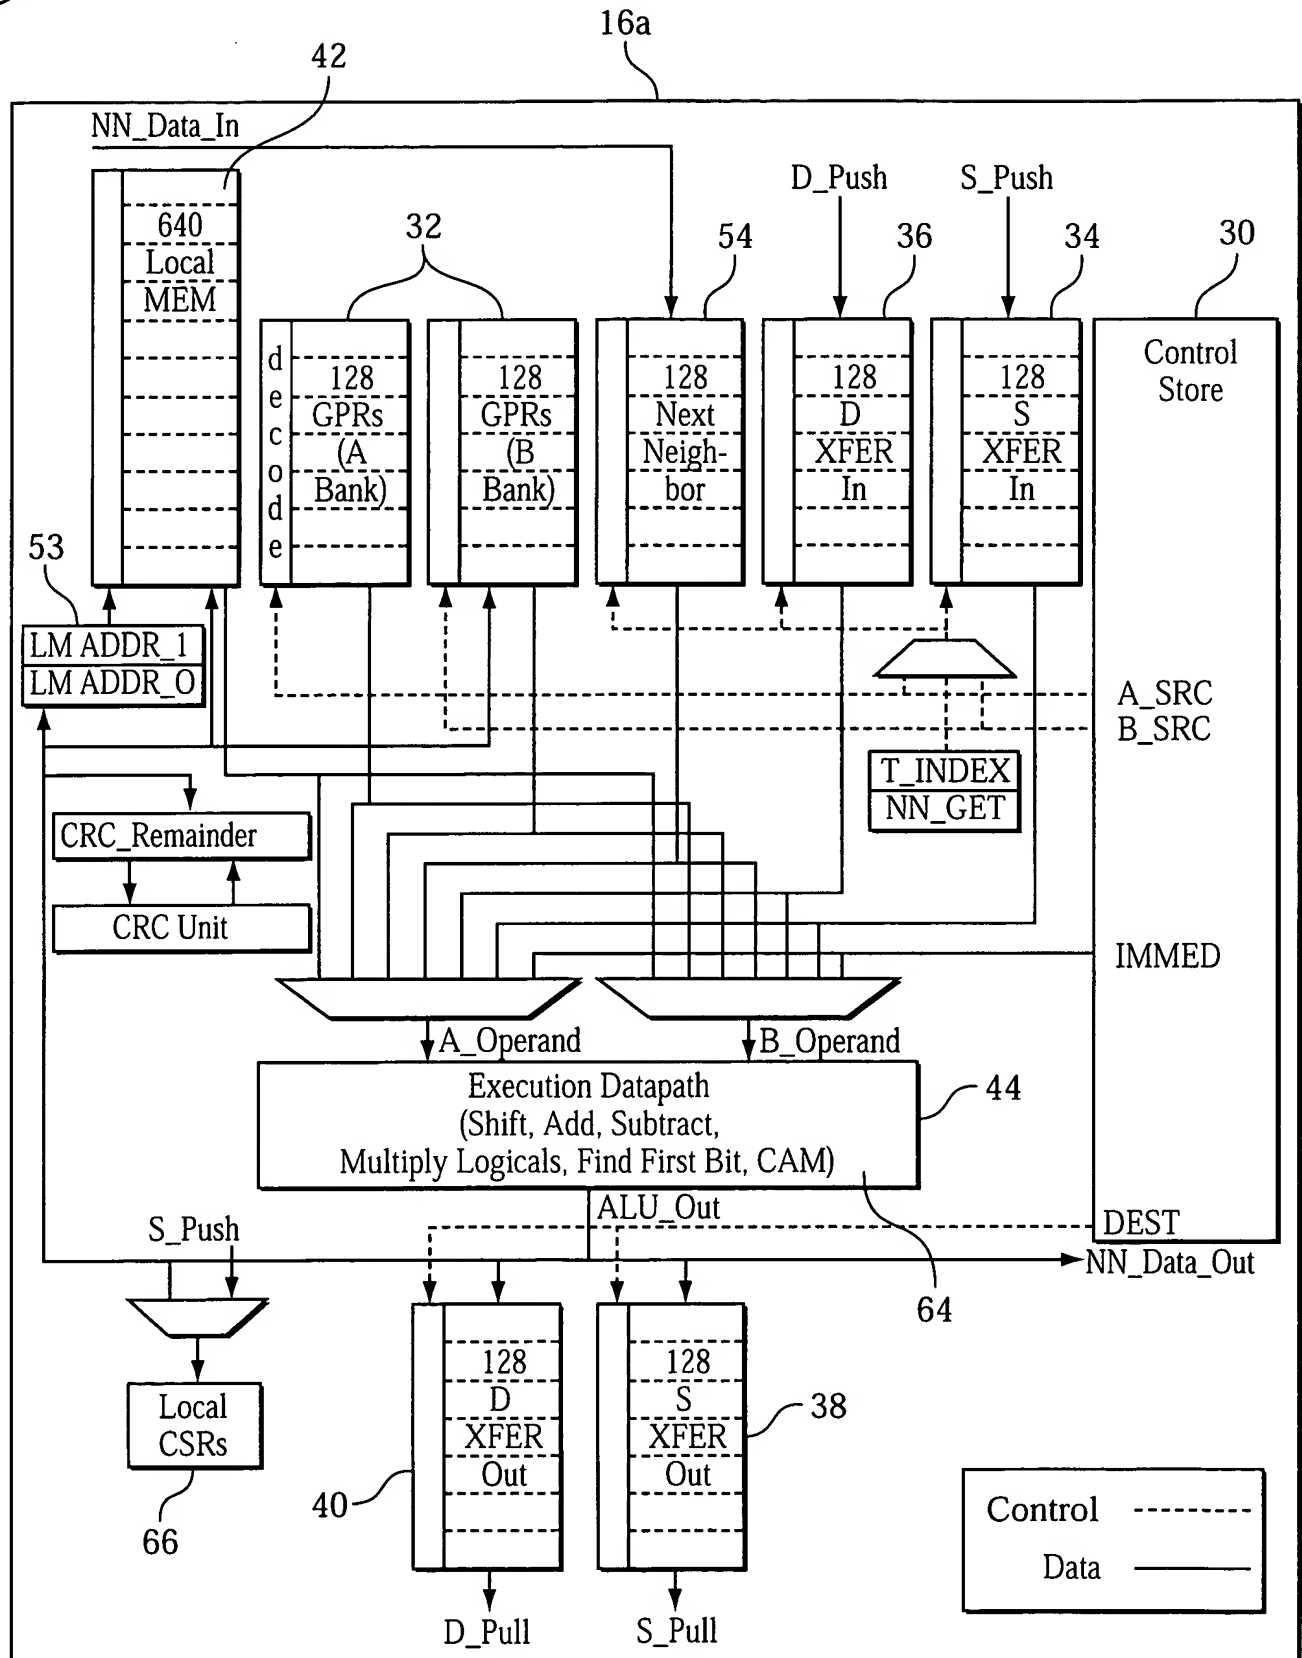 16a
42
NN_Data_In
D_Push
S_Push
32
54
36
34
30
640
Local
MEM
decode
128
GPRs
(A
Bank)
128
GPRs
(B
Bank)
128
Next
Neigh-
bor
128
D
XFER
In
128
S
XFER
In
Control
Store
53
LM ADDR_1
LM ADDR_O
A_SRC
B_SRC
T_INDEX
NN_GET
CRC_Remainder
CRC Unit
IMMED
A_Operand
B_Operand
Execution Datapath
(Shift, Add, Subtract,
Multiply Logicals, Find First Bit, CAM)
44
ALU_Out
DEST
S_Push
NN_Data_Out
64
Local
CSRs
66
128
D
XFER
Out
40
128
S
XFER
Out
38
D_Pull
S_Pull
Control
Data